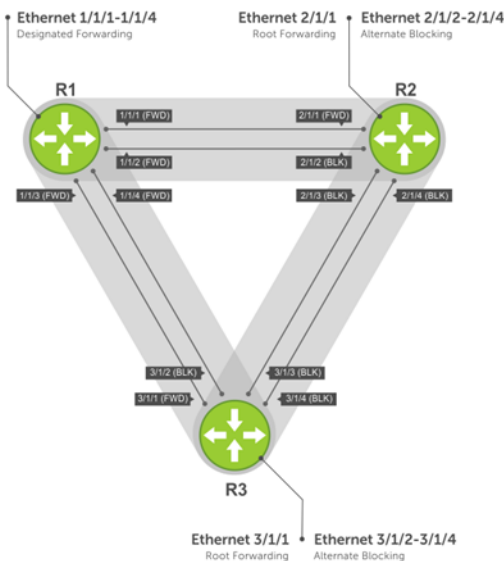 Ethernet 1/1/1-1/1/4
Designated Forwarding
Ethernet 2/1/1
Root Forwarding
Ethernet 2/1/2-2/1/4
Alternate Blocking
R1
R2
1/1/1 (FWD)
2/1/1 (FWD)
1/1/2 (FWD)
2/1/2 (BLK)
1/1/3 (FWD)
1/1/4 (FWD)
2/1/3 (BLK)
2/1/4 (BLK)
3/1/2 (BLK)
3/1/3 (BLK)
3/1/1 (FWD)
3/1/4 (BLK)
R3
Ethernet 3/1/1
Root Forwarding
Ethernet 3/1/2-3/1/4
Alternate Blocking